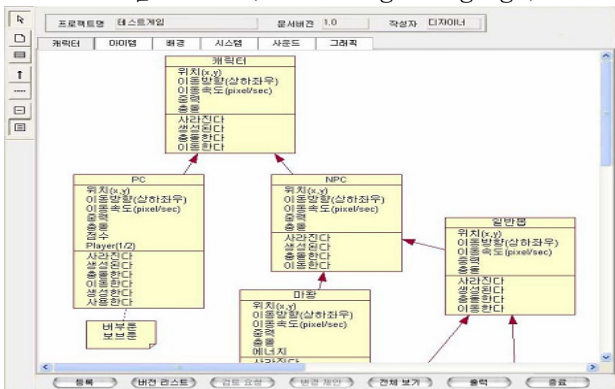 프로젝트명 테스트게임 문서버전 1.0 작성자 디자이너
캐릭터 아이템 배경 시스템 사운드 그래픽
캐릭터
위치(x,y)
이동방향(상하좌우)
이동속도(pixel/sec)
중력
충돌
사라진다
생성된다
충돌한다
이동한다
PC
위치(x,y)
이동방향(상하좌우)
이동속도(pixel/sec)
중력
충돌
점수
Player(1/2)
사라진다
생성된다
충돌한다
이동한다
생성한다
사용한다
버부룬
보브룬
NPC
위치(x,y)
이동방향(상하좌우)
이동속도(pixel/sec)
중력
충돌
사라진다
생성된다
충돌한다
이동한다
일반몹
위치(x,y)
이동방향(상하좌우)
이동속도(pixel/sec)
중력
충돌
사라진다
생성된다
충돌한다
이동한다
마왕
위치(x,y)
이동방향(상하좌우)
이동속도(pixel/sec)
중력
충돌
에너지
사라진다
등록 버전 리스트 검토 요청 변경 제안 전체 보기 출력 종료